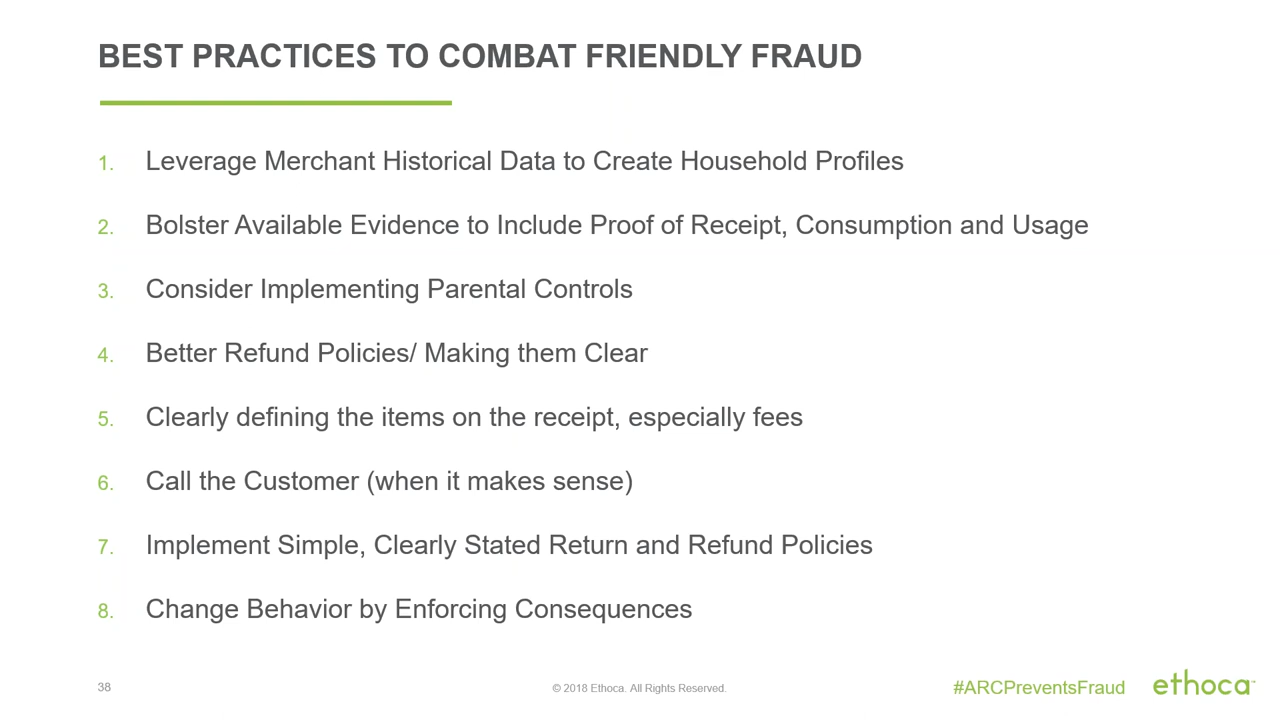 BEST PRACTICES TO COMBAT FRIENDLY FRAUD
1. Leverage Merchant Historical Data to Create Household Profiles
2. Bolster Available Evidence to Include Proof of Receipt, Consumption and Usage
3. Consider Implementing Parental Controls
4. Better Refund Policies/ Making them Clear
5. Clearly defining the items on the receipt, especially fees
6. Call the Customer (when it makes sense)
7. Implement Simple, Clearly Stated Return and Refund Policies
8. Change Behavior by Enforcing Consequences
38 © 2018 Ethoca. All Rights Reserved. #ARCPreventsFraud ethoca™